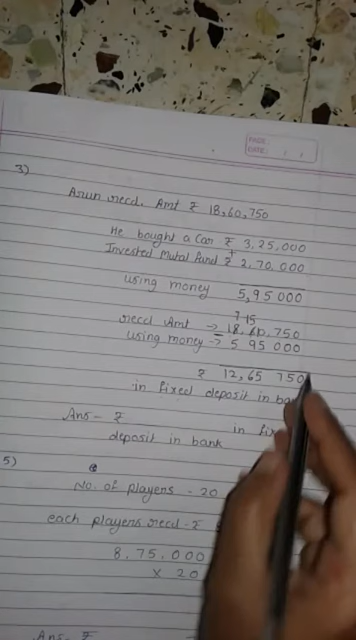 PAGE:
DATE: / /
3)
Arun recd. Amt ₹ 18,60,750
He bought a Car ₹ 3,25,000
Invested Mutal Fund ₹ 2,70,000
+
using money 5,95000
7 15
recd Amt → 18,60,750
using money → - 5 95 000
₹ 12,65 750
in fixed deposit in bank
Ans - ₹ in fix
deposit in bank
5)
No. of players - 20
each players recd - ₹
8,75,000
× 20
Ans - ₹